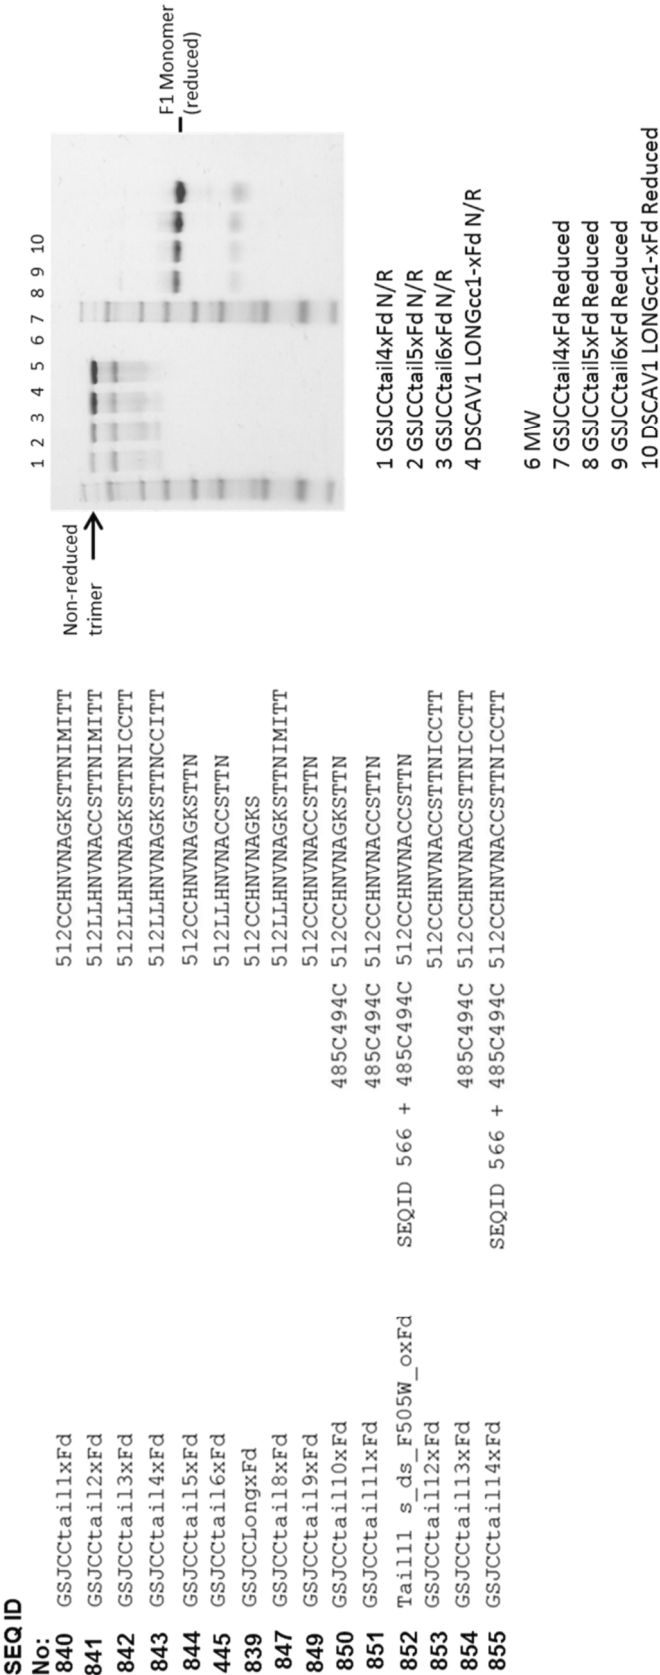 SEQ ID
No:
840 GSJCCtail1xFd 512CCHNVNAGKSTTNIMITT
841 GSJCCtail2xFd 512LLHNVNACCSTTNIMITT
842 GSJCCtail3xFd 512LLHNVNAGKSTTNICCTT
843 GSJCCtail4xFd 512LLHNVNAGKSTTNCCITT
844 GSJCCtail5xFd 512CCHNVNAGKSTTN
445 GSJCCtail6xFd 512LLHNVNACCSTTN
839 GSJCCLongxFd 512CCHNVNAGKS
847 GSJCCtail8xFd 512LLHNVNAGKSTTNIMITT
849 GSJCCtail9xFd 512CCHNVNACCSTTN
850 GSJCCtail10xFd 485C494C 512CCHNVNAGKSTTN
851 GSJCCtail11xFd 485C494C 512CCHNVNACCSTTN
852 Tail11 s_ds_F505W_oxFd SEQID 566 + 485C494C 512CCHNVNACCSTTN
853 GSJCCtail12xFd 512CCHNVNACCSTTNICCTT
854 GSJCCtail13xFd 485C494C 512CCHNVNACCSTTNICCTT
855 GSJCCtail14xFd SEQID 566 + 485C494C 512CCHNVNACCSTTNICCTT
1 2 3 4 5 6 7 8 9 10
Non-reduced
trimer
F1 Monomer
(reduced)
1 GSJCCtail4xFd N/R
2 GSJCCtail5xFd N/R
3 GSJCCtail6xFd N/R
4 DSCAV1 LONGcc1-xFd N/R
6 MW
7 GSJCCtail4xFd Reduced
8 GSJCCtail5xFd Reduced
9 GSJCCtail6xFd Reduced
10 DSCAV1 LONGcc1-xFd Reduced